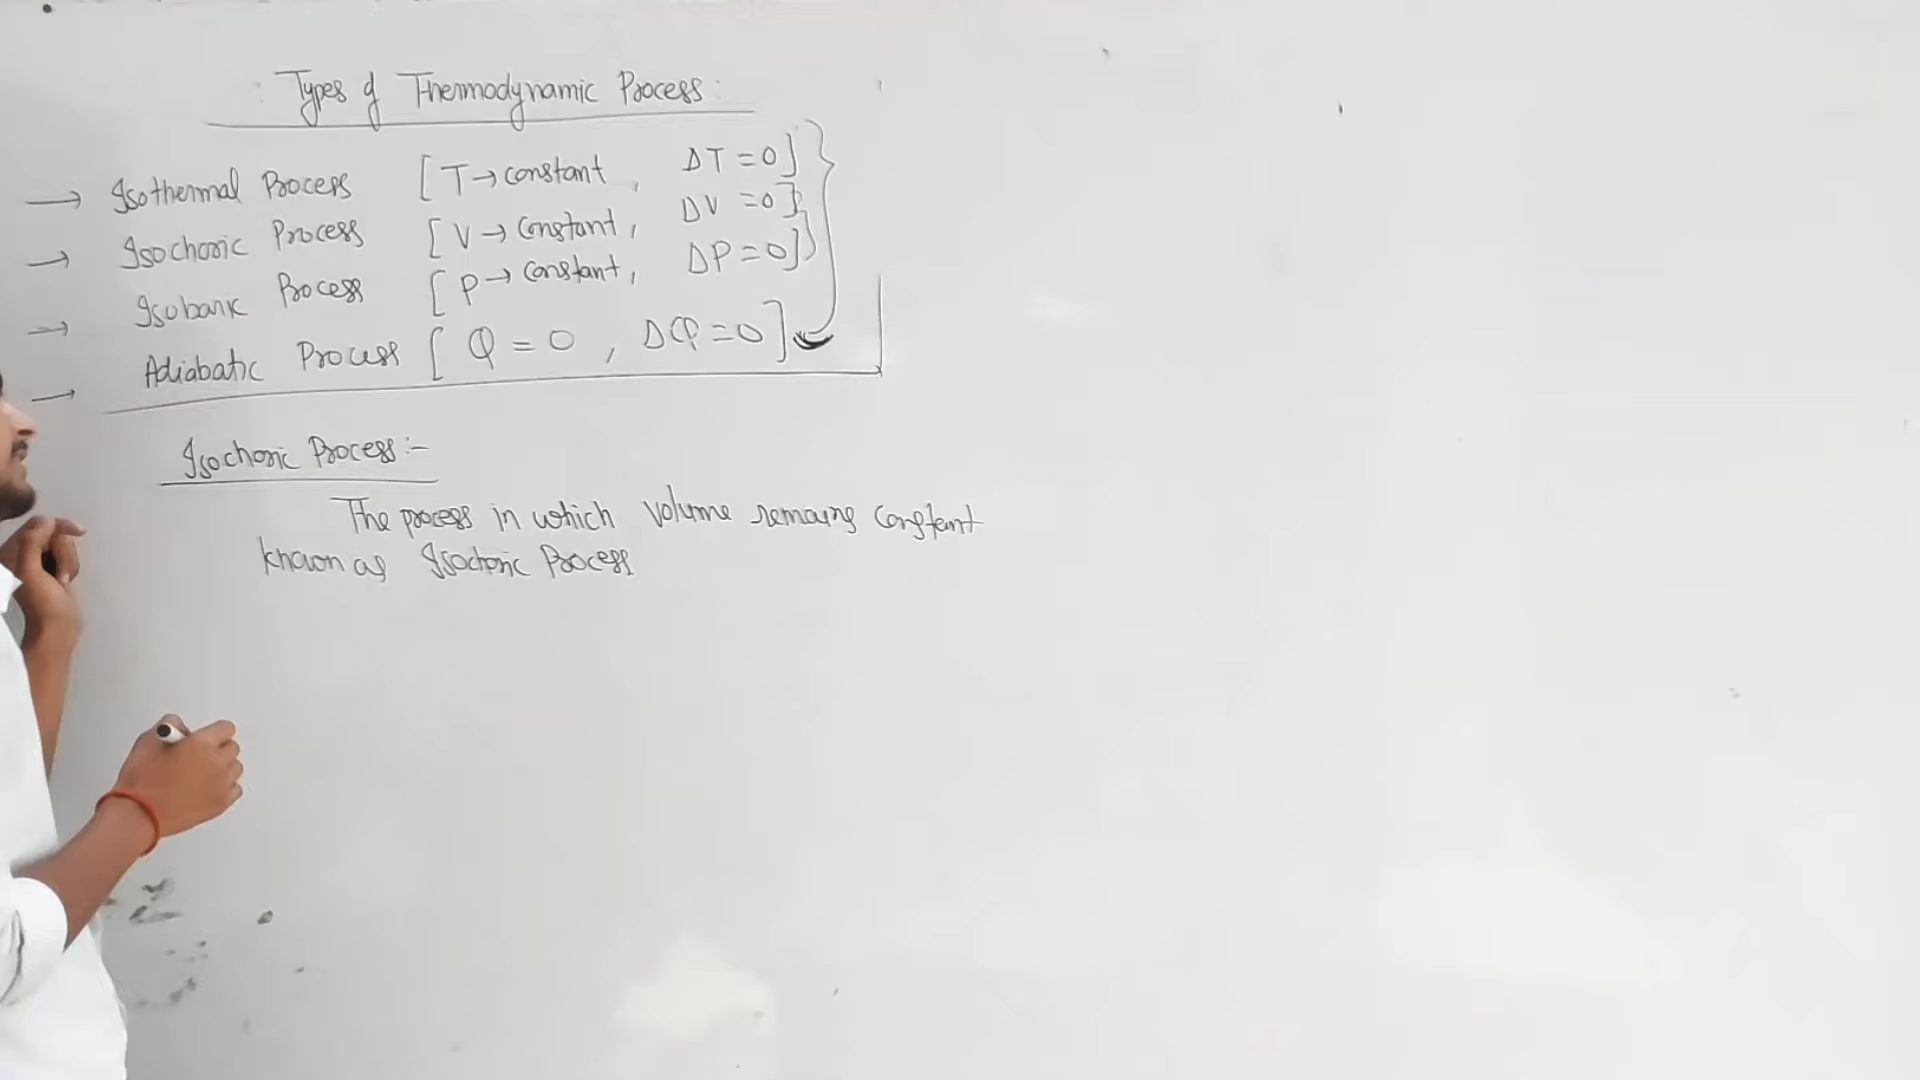 Types of Thermodynamic Process:
→ Isothermal Process [T → constant, ΔT = 0]
→ Isochoric Process [V → Constant, ΔV = 0]
→ Isobaric Process [P → Constant, ΔP = 0]
→ Adiabatic Process [Q = 0, ΔQ = 0]
Isochoric Process :-
The process in which volume remains constant
known as Isochoric Process